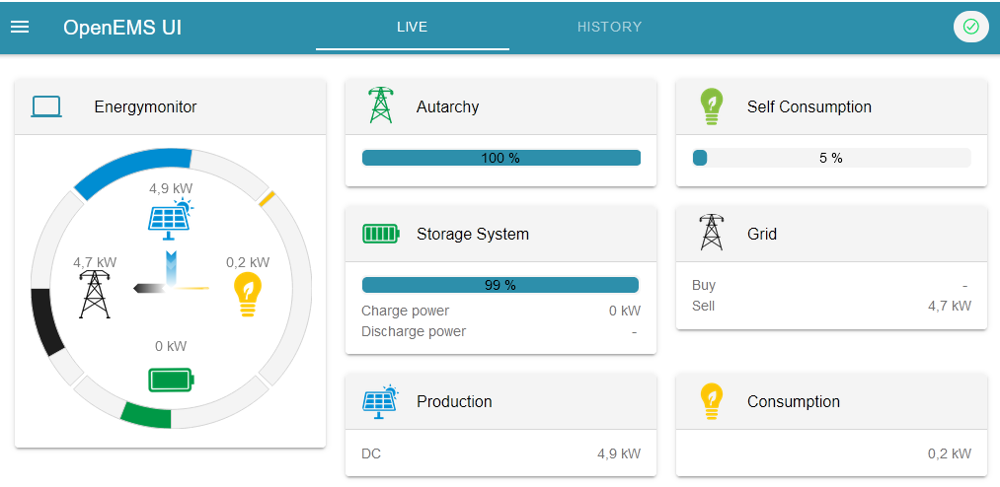 OpenEMS UI
LIVE
HISTORY
Energymonitor
4,9 kW
4,7 kW
0,2 kW
0 kW
Autarchy
100 %
Self Consumption
5 %
Storage System
99 %
Charge power 0 kW
Discharge power -
Grid
Buy -
Sell 4,7 kW
Production
DC 4,9 kW
Consumption
0,2 kW